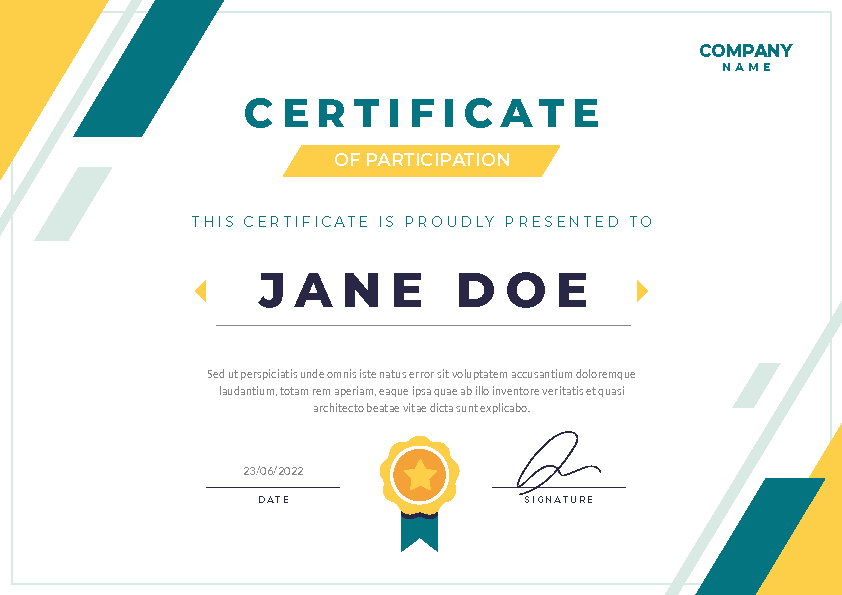 COMPANY
NAME
CERTIFICATE
OF PARTICIPATION
THIS CERTIFICATE IS PROUDLY PRESENTED TO
JANE DOE
Sed ut perspiciatis unde omnis iste natus error sit voluptatem accusantium doloremque
laudantium, totam rem aperiam, eaque ipsa quae ab illo inventore veritatis et quasi
architecto beatae vitae dicta sunt explicabo.
23/06/2022
DATE
SIGNATURE